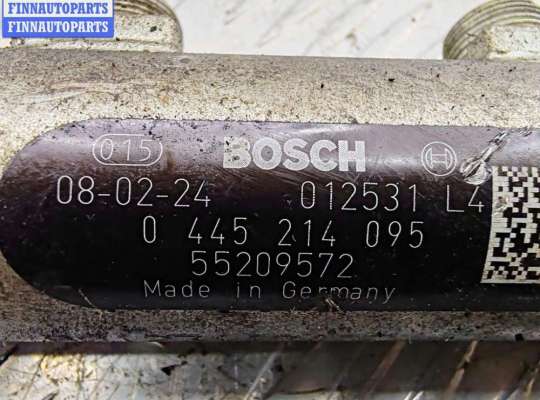 FINNAUTOPARTS
FINNAUTOPARTS
015 BOSCH
08-02-24 012531 L4
0 445 214 095
55209572
Made in Germany